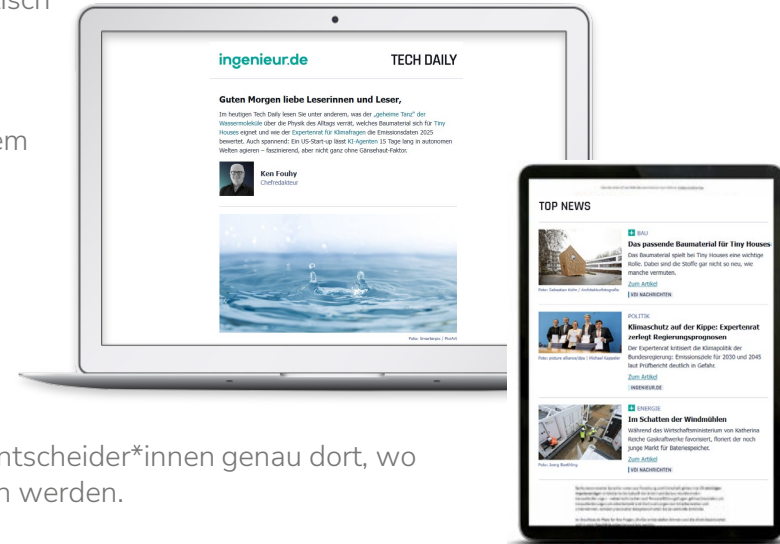 isch
em
ingenieur.de
TECH DAILY
Guten Morgen liebe Leserinnen und Leser,
Im heutigen Tech Daily lesen Sie unter anderem, was der „geheime Tanz“ der
Wassermoleküle über die Physik des Alltags verrät, welches Baumaterial sich für Tiny
Houses eignet und wie der Expertenrat für Klimafragen die Emissionsdaten 2025
bewertet. Auch spannend: Ein US-Start-up lässt KI-Agenten 15 Tage lang in autonomen
Welten agieren – faszinierend, aber nicht ganz ohne Gänsehaut-Faktor.
Ken Fouhy
Chefredakteur
Foto: Smarterpix / ProArt
TOP NEWS
BAU
Das passende Baumaterial für Tiny Houses
Das Baumaterial spielt bei Tiny Houses eine wichtige
Rolle. Dabei sind die Stoffe gar nicht so neu, wie
manche vermuten.
Zum Artikel
VDI NACHRICHTEN
POLITIK
Klimaschutz auf der Kippe: Expertenrat
zerlegt Regierungsprognosen
Der Expertenrat kritisiert die Klimapolitik der
Bundesregierung: Emissionsziele für 2030 und 2045
laut Prüfbericht deutlich in Gefahr.
Zum Artikel
INGENIEUR.DE
ENERGIE
Im Schatten der Windmühlen
Während das Wirtschaftsministerium von Katherina
Reiche Gaskraftwerke favorisiert, floriert der noch
junge Markt für Batteriespeicher.
Zum Artikel
VDI NACHRICHTEN
ntscheider*innen genau dort, wo
n werden.